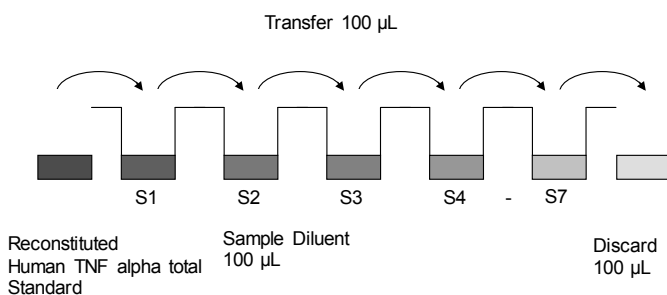 Transfer 100 µL
S1 S2 S3 S4 - S7
Reconstituted
Human TNF alpha total
Standard
Sample Diluent
100 µL
Discard
100 µL